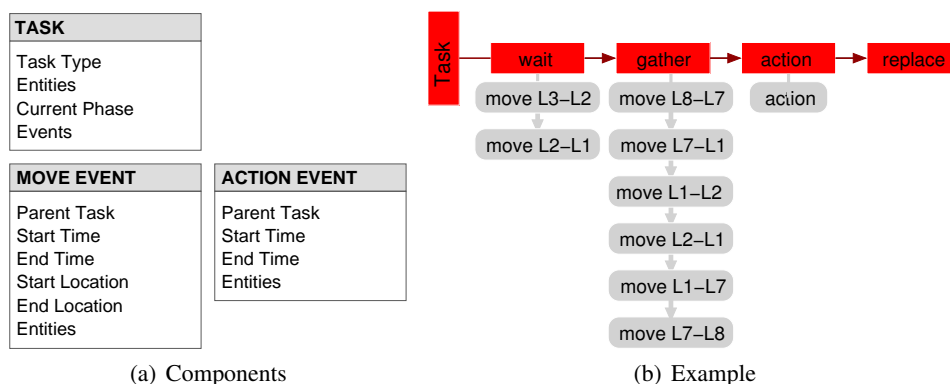 TASK
Task Type
Entities
Current Phase
Events
MOVE EVENT
Parent Task
Start Time
End Time
Start Location
End Location
Entities
ACTION EVENT
Parent Task
Start Time
End Time
Entities
(a) Components
Task
wait
gather
action
replace
move L3–L2
move L2–L1
move L8–L7
move L7–L1
move L1–L2
move L2–L1
move L1–L7
move L7–L8
action
(b) Example